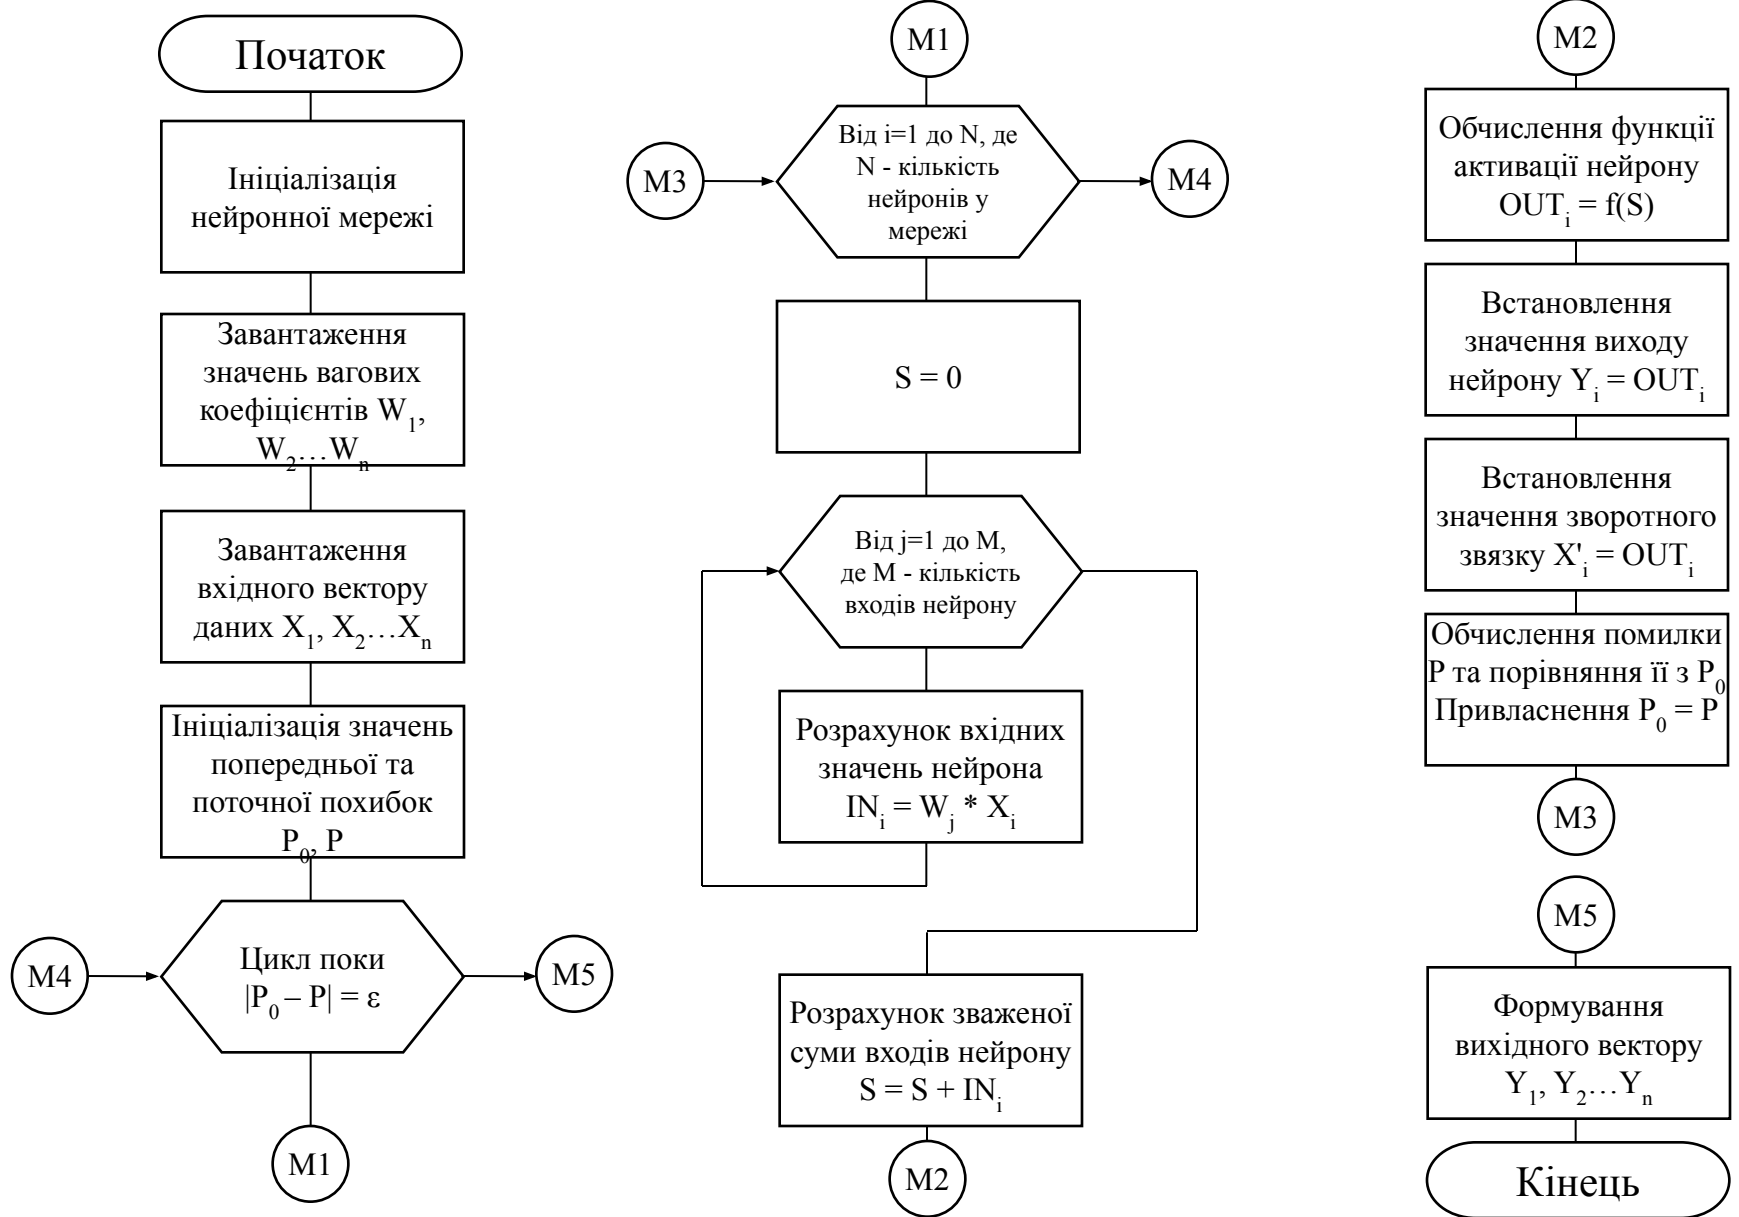 Початок
Ініціалізація
нейронної мережі
Завантаження
значень вагових
коефіцієнтів W₁,
W₂…Wₙ
Завантаження
вхідного вектору
даних X₁, X₂…Xₙ
Ініціалізація значень
попередньої та
поточної похибок
P₀, P
M4
Цикл поки
|P₀ – P| = ε
M5
M1
M1
M3
Від i=1 до N, де
N - кількість
нейронів у
мережі
M4
S = 0
Від j=1 до M,
де M - кількість
входів нейрону
Розрахунок вхідних
значень нейрона
INᵢ = Wⱼ * Xᵢ
Розрахунок зваженої
суми входів нейрону
S = S + INᵢ
M2
M2
Обчислення функції
активації нейрону
OUTᵢ = f(S)
Встановлення
значення виходу
нейрону Yᵢ = OUTᵢ
Встановлення
значення зворотного
звязку X'ᵢ = OUTᵢ
Обчислення помилки
P та порівняння її з P₀
Привласнення P₀ = P
M3
M5
Формування
вихідного вектору
Y₁, Y₂…Yₙ
Кінець